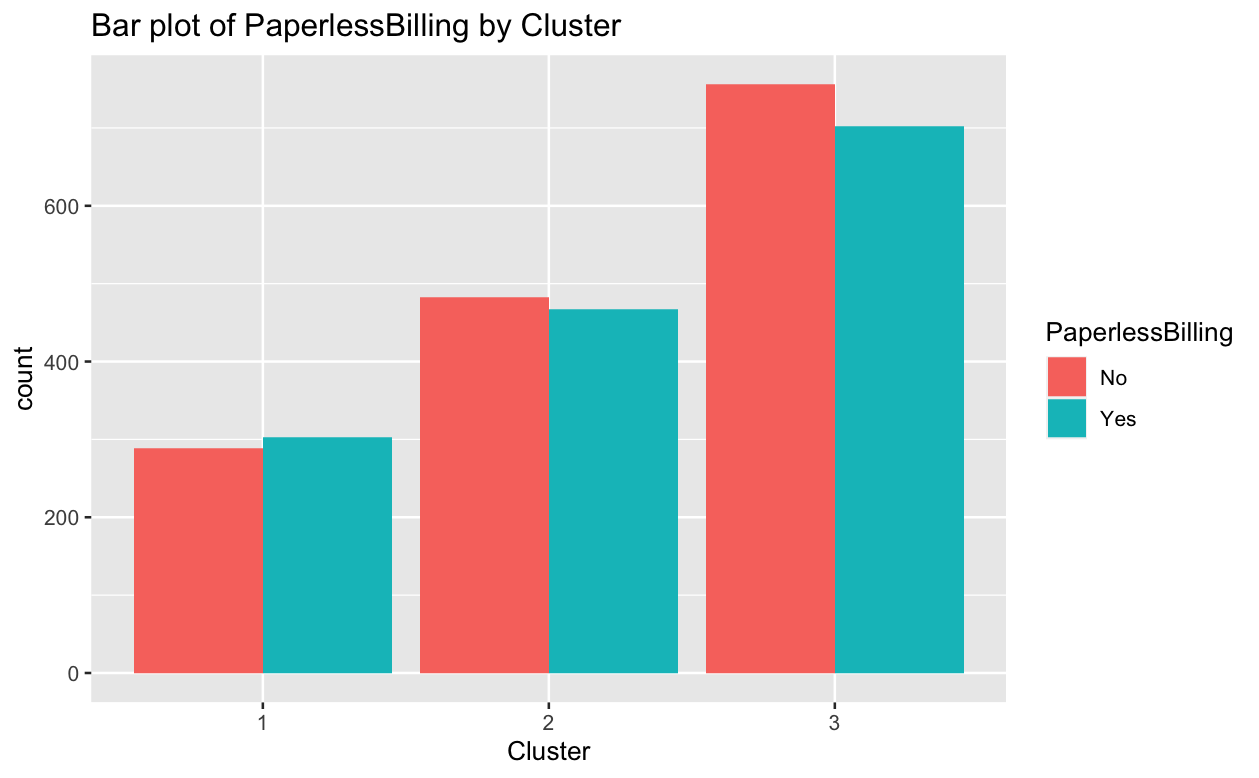 Bar plot of PaperlessBilling by Cluster
count
600
400
200
0
1 2 3
Cluster
PaperlessBilling
No
Yes